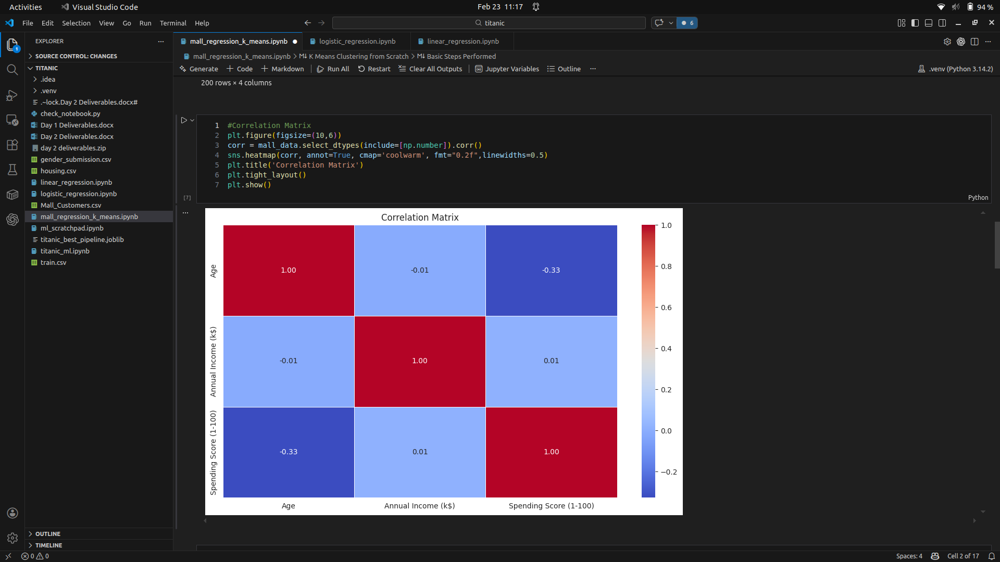 Activities
Visual Studio Code
Feb 23 11:17
94 %
File Edit Selection View Go Run Terminal Help
titanic
6
EXPLORER
SOURCE CONTROL: CHANGES
TITANIC
.idea
.venv
.~lock.Day 2 Deliverables.docx#
check_notebook.py
Day 1 Deliverables.docx
Day 2 Deliverables.docx
day 2 deliverables.zip
gender_submission.csv
housing.csv
linear_regression.ipynb
logistic_regression.ipynb
Mall_Customers.csv
mall_regression_k_means.ipynb
ml_scratchpad.ipynb
titanic_best_pipeline.joblib
titanic_ml.ipynb
train.csv
OUTLINE
TIMELINE
1
mall_regression_k_means.ipynb
logistic_regression.ipynb
linear_regression.ipynb
mall_regression_k_means.ipynb > M↓ K Means Clustering from Scratch > M↓ Basic Steps Performed
Generate + Code + Markdown | Run All Restart Clear All Outputs | Jupyter Variables Outline ...
.venv (Python 3.14.2)
200 rows × 4 columns
1 #Correlation Matrix
2 plt.figure(figsize=(10,6))
3 corr = mall_data.select_dtypes(include=[np.number]).corr()
4 sns.heatmap(corr, annot=True, cmap='coolwarm', fmt="0.2f",linewidths=0.5)
5 plt.title('Correlation Matrix')
6 plt.tight_layout()
7 plt.show()
[7]
Python
Correlation Matrix
Age
1.00 -0.01 -0.33
Annual Income (k$)
-0.01 1.00 0.01
Spending Score (1-100)
-0.33 0.01 1.00
Age Annual Income (k$) Spending Score (1-100)
1.0
0.8
0.6
0.4
0.2
0.0
−0.2
0 0
Spaces: 4
Cell 2 of 17